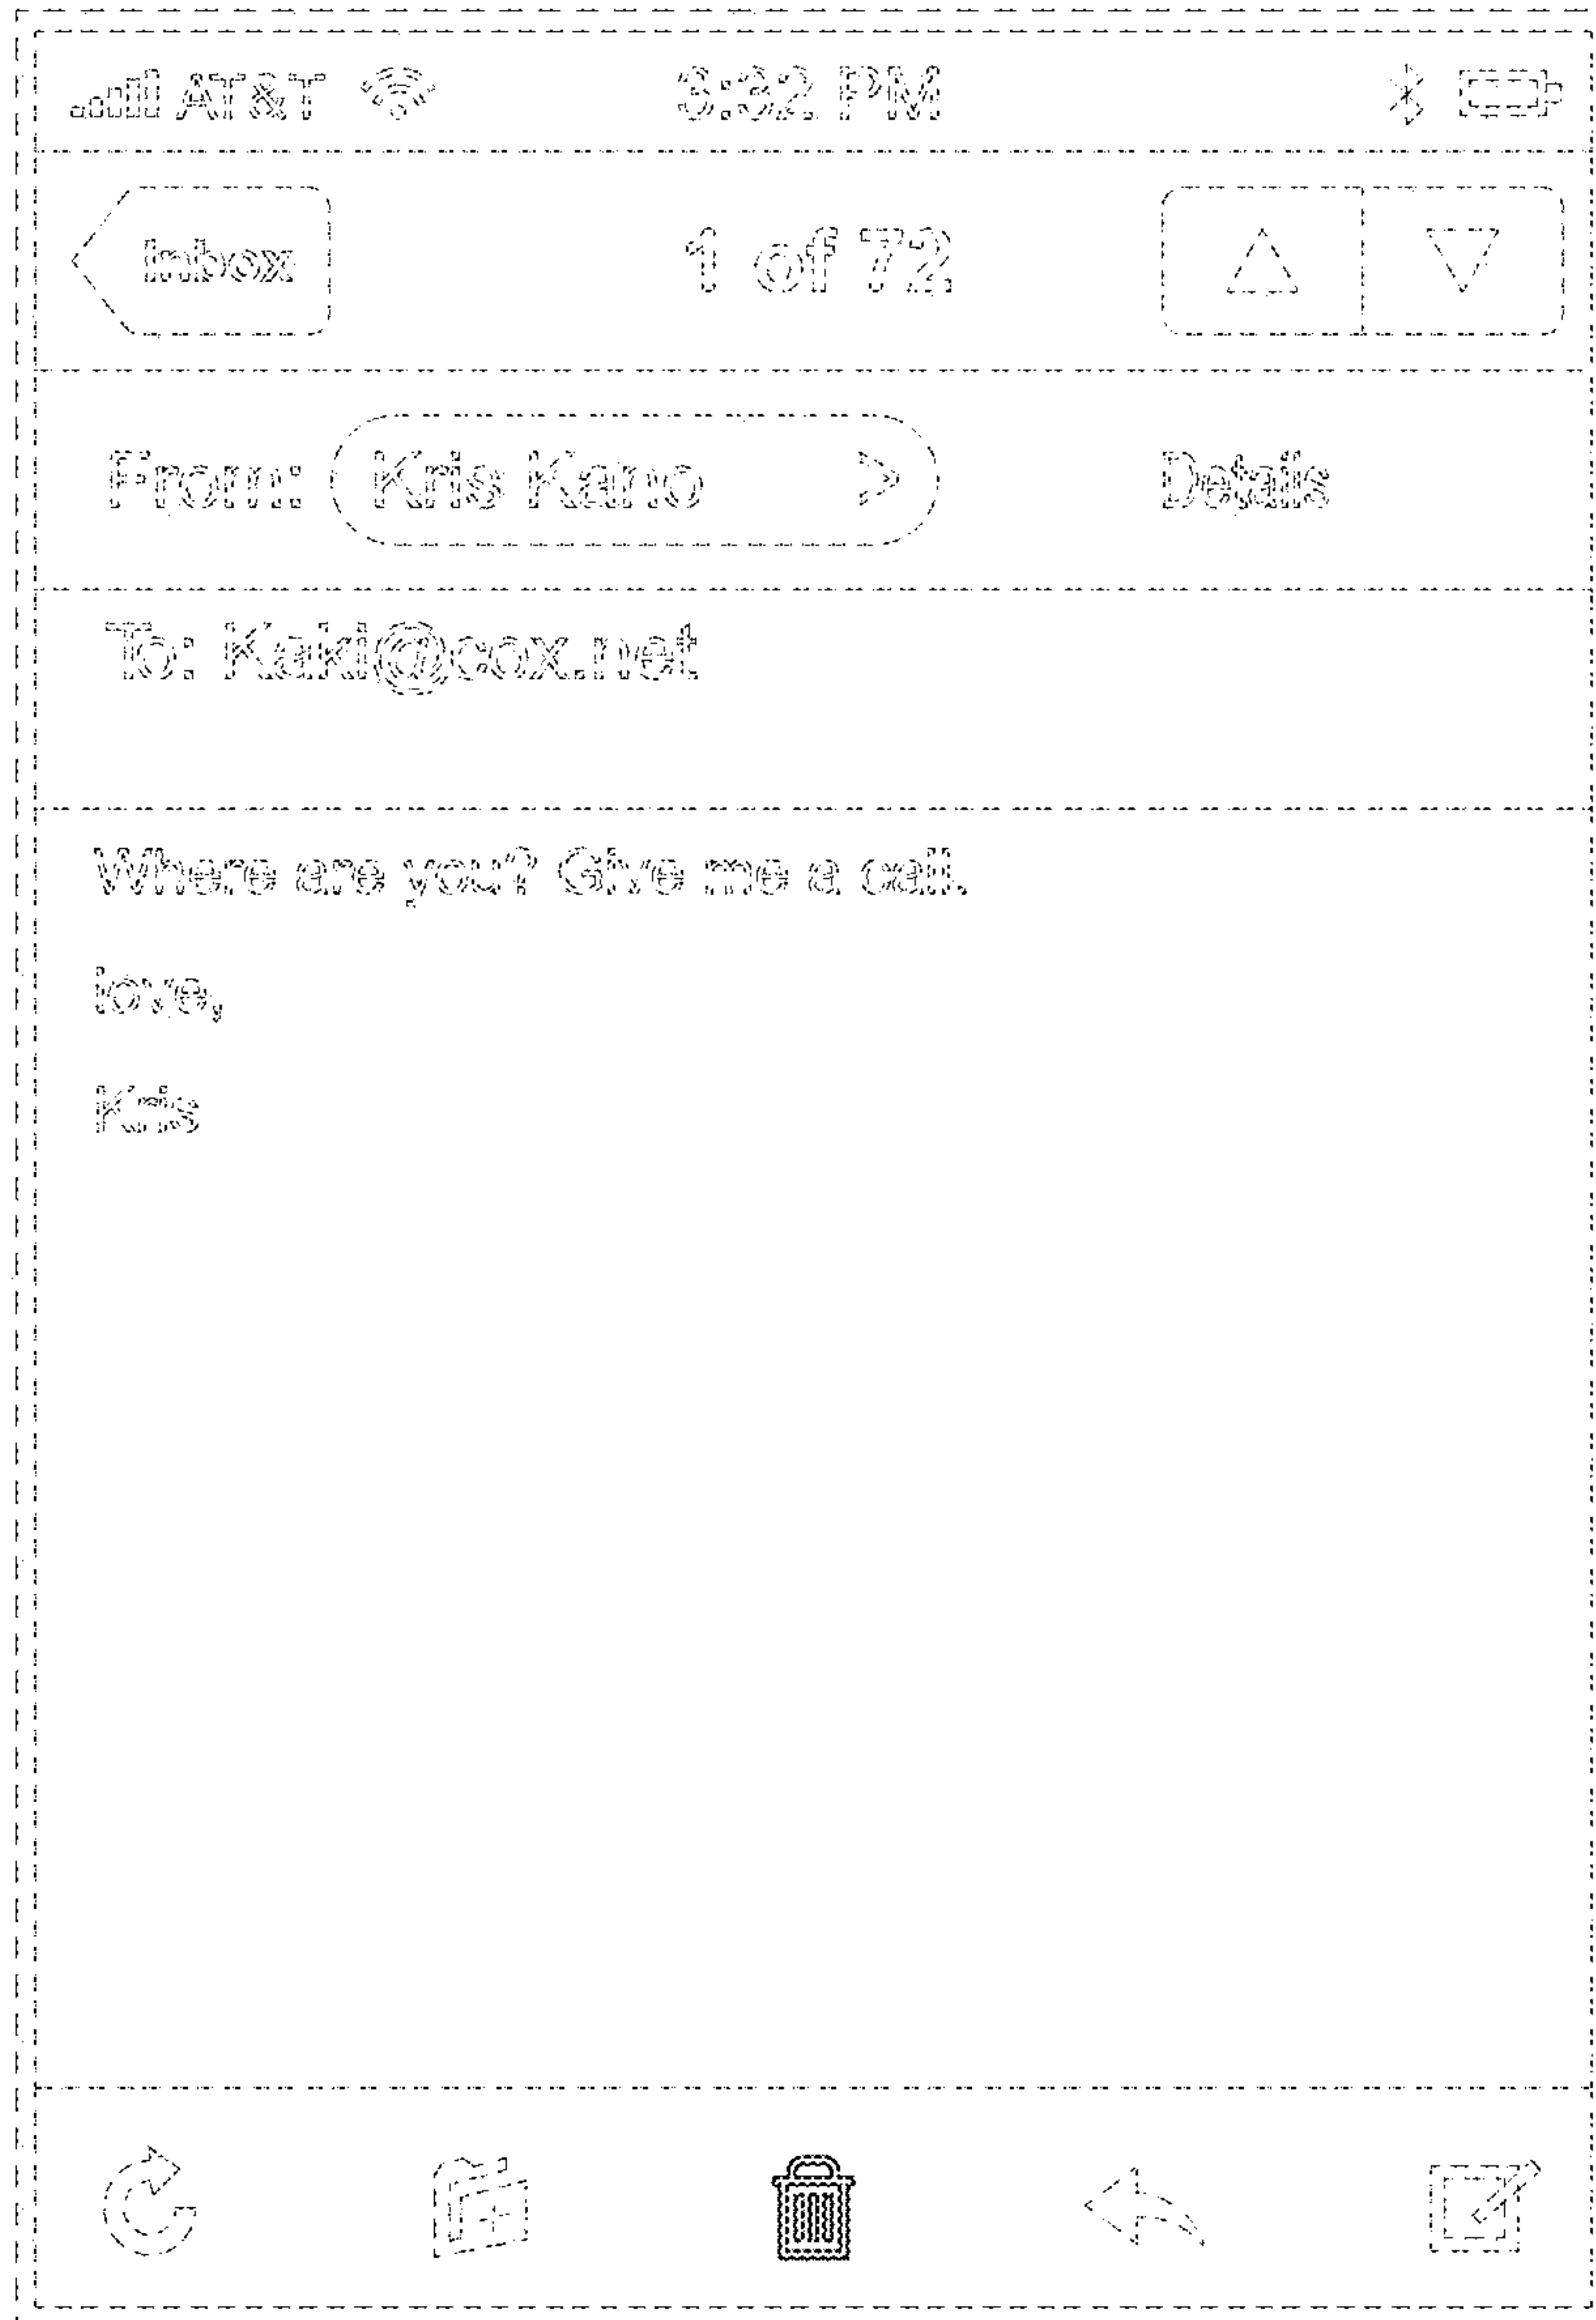 AT&T 3:32 PM
Inbox 1 of 72
From: Kris Kano > Details
To: Kaki@cox.net
Where are you? Give me a call.
love,
Kris